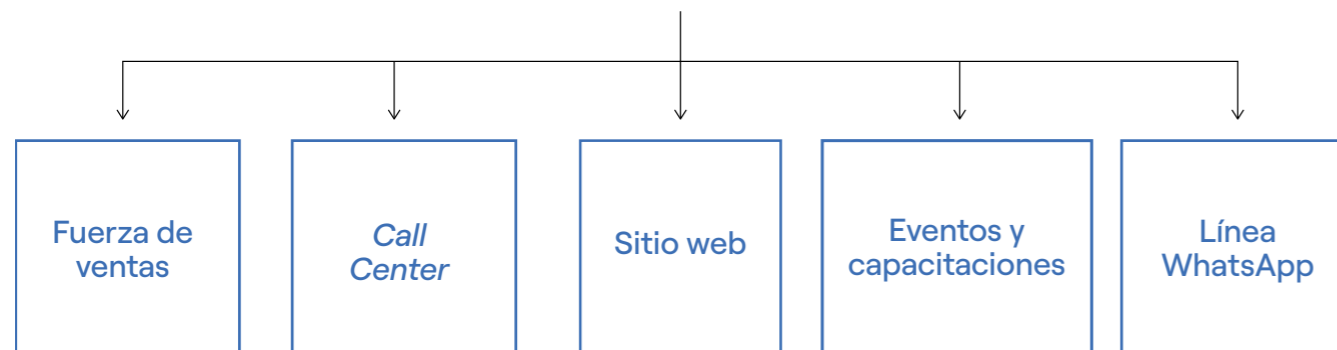 Fuerza de
ventas
Call
Center
Sitio web
Eventos y
capacitaciones
Línea
WhatsApp